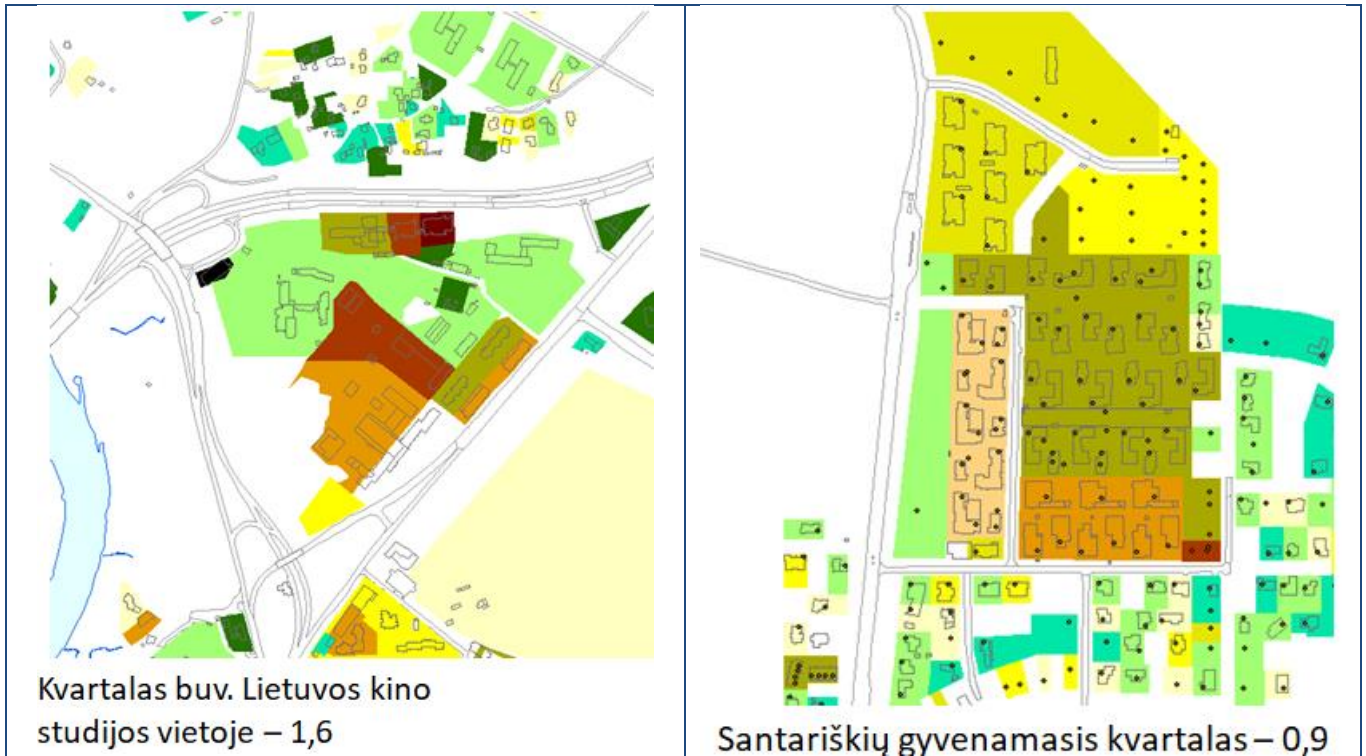 Kvartalas buv. Lietuvos kino
studijos vietoje – 1,6
Santariškių gyvenamasis kvartalas – 0,9